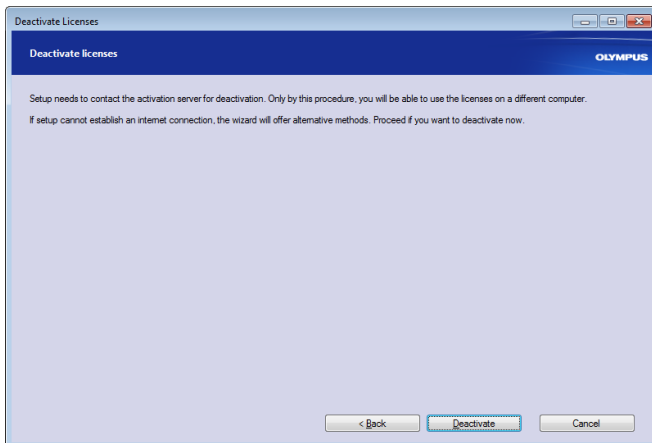 Deactivate Licenses
Deactivate licenses
OLYMPUS
Setup needs to contact the activation server for deactivation. Only by this procedure, you will be able to use the licenses on a different computer.
If setup cannot establish an internet connection, the wizard will offer alternative methods. Proceed if you want to deactivate now.
< Back
Deactivate
Cancel